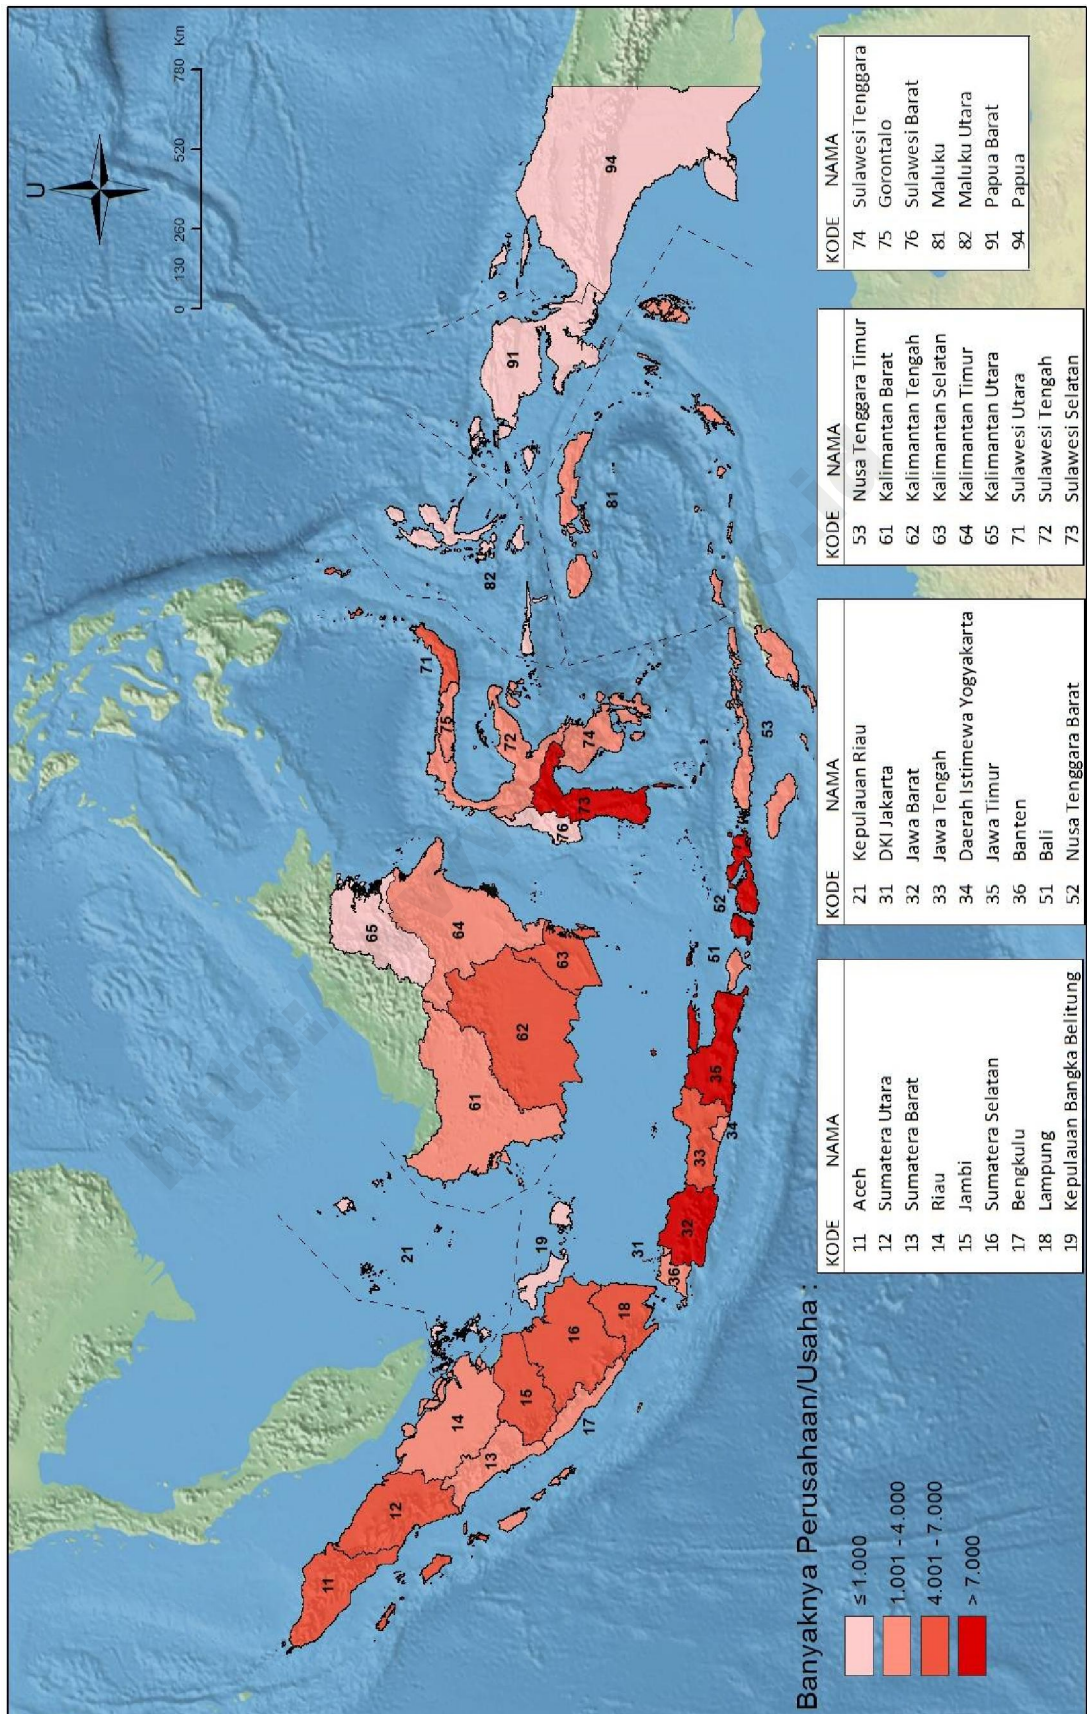 U
0 130 260 520 780 Km
11
12
13
14
15
16
17
18
19
21
31
32
33
34
35
36
51
52
53
61
62
63
64
65
71
72
73
74
75
76
81
82
91
94
Banyaknya Perusahaan/Usaha :
≤ 1.000
1.001 - 4.000
4.001 - 7.000
> 7.000
KODE NAMA
11 Aceh
12 Sumatera Utara
13 Sumatera Barat
14 Riau
15 Jambi
16 Sumatera Selatan
17 Bengkulu
18 Lampung
19 Kepulauan Bangka Belitung
KODE NAMA
21 Kepulauan Riau
31 DKI Jakarta
32 Jawa Barat
33 Jawa Tengah
34 Daerah Istimewa Yogyakarta
35 Jawa Timur
36 Banten
51 Bali
52 Nusa Tenggara Barat
KODE NAMA
53 Nusa Tenggara Timur
61 Kalimantan Barat
62 Kalimantan Tengah
63 Kalimantan Selatan
64 Kalimantan Timur
65 Kalimantan Utara
71 Sulawesi Utara
72 Sulawesi Tengah
73 Sulawesi Selatan
KODE NAMA
74 Sulawesi Tenggara
75 Gorontalo
76 Sulawesi Barat
81 Maluku
82 Maluku Utara
91 Papua Barat
94 Papua